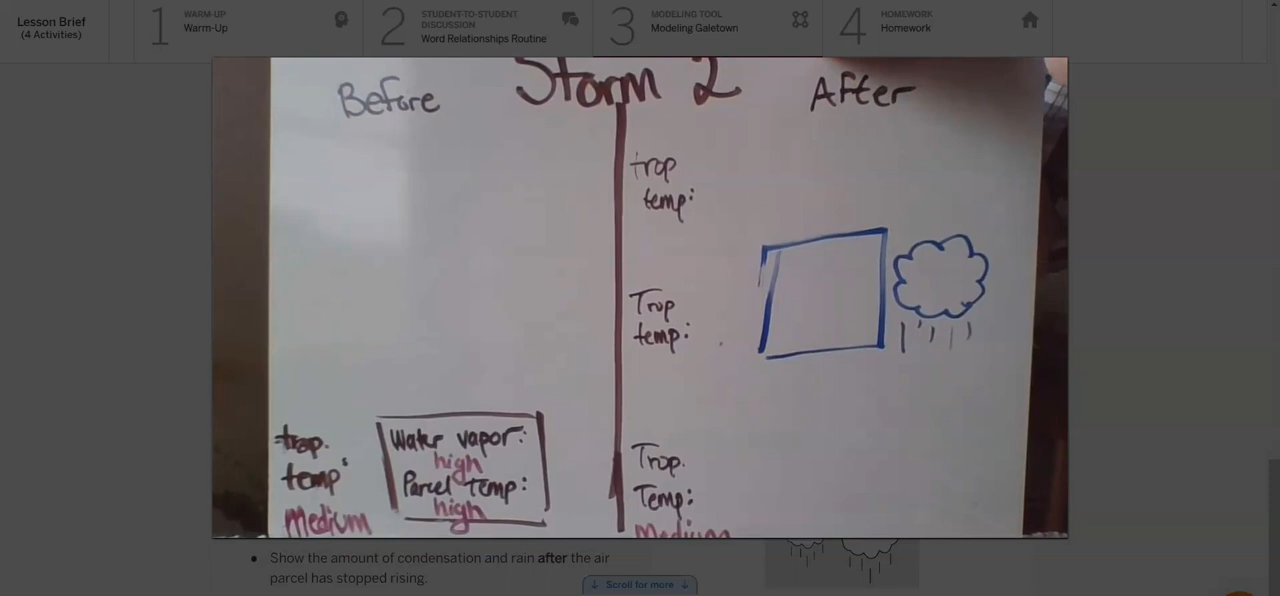 Lesson Brief
(4 Activities)
1
WARM-UP
Warm-Up
2
STUDENT-TO-STUDENT
DISCUSSION
Word Relationships Routine
3
MODELING TOOL
Modeling Galetown
4
HOMEWORK
Homework
Storm 2
Before
After
trop
temp:
Trop
temp:
trop.
temp:
Medium
Water vapor:
high
Parcel Temp:
high
Trop.
Temp:
Medium
Show the amount of condensation and rain after the air
parcel has stopped rising.
Scroll for more